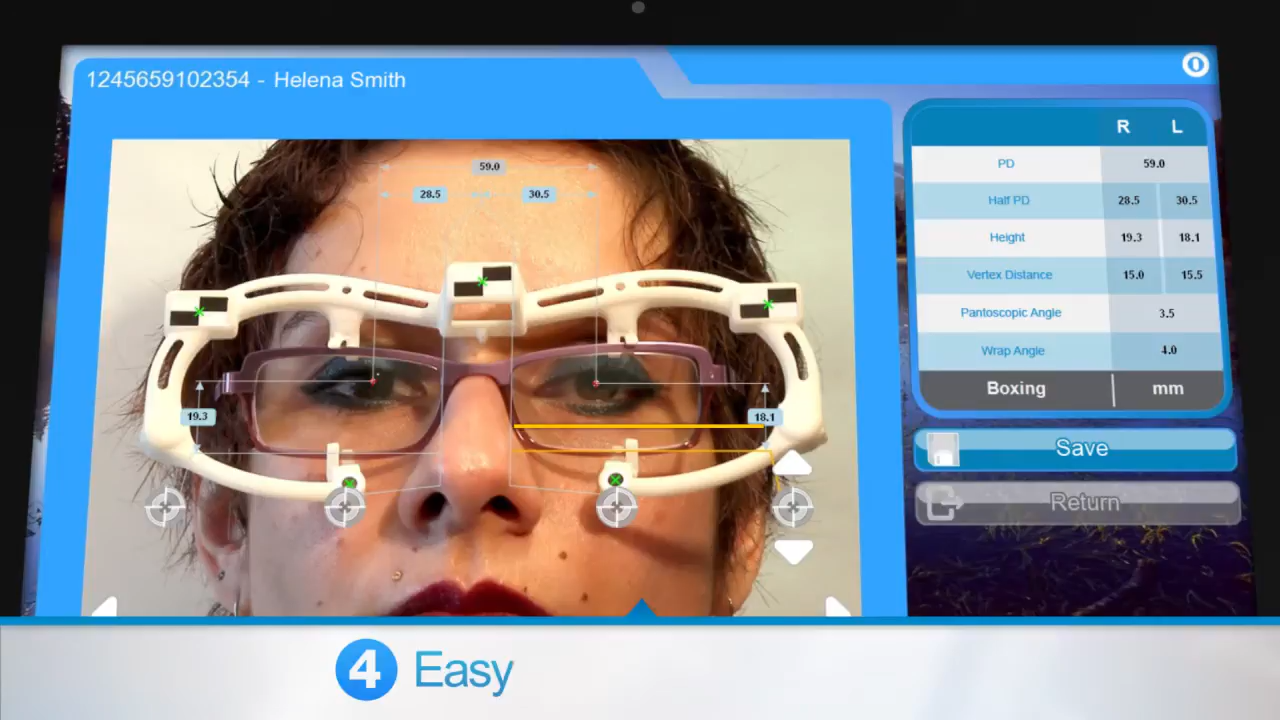 1245659102354 - Helena Smith
R L
PD 59.0
Half PD 28.5 30.5
Height 19.3 18.1
Vertex Distance 15.0 15.5
Pantoscopic Angle 3.5
Wrap Angle 4.0
Boxing mm
Save
Return
59.0
28.5 30.5
19.3
18.1
4 Easy